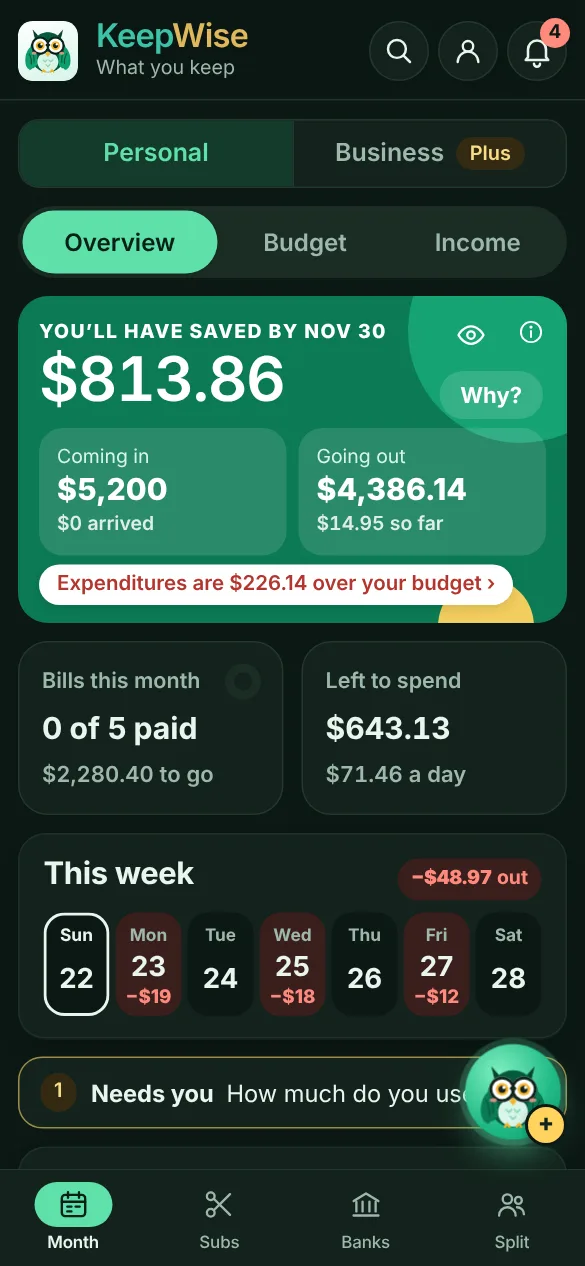 KeepWise
What you keep
4
Personal
Business Plus
Overview Budget Income
YOU’LL HAVE SAVED BY NOV 30
$813.86
Why?
Coming in
$5,200
$0 arrived
Going out
$4,386.14
$14.95 so far
Expenditures are $226.14 over your budget ›
Bills this month
0 of 5 paid
$2,280.40 to go
Left to spend
$643.13
$71.46 a day
This week
−$48.97 out
Sun
22
Mon
23
−$19
Tue
24
Wed
25
−$18
Thu
26
Fri
27
−$12
Sat
28
1 Needs you How much do you
+
Month Subs Banks Split